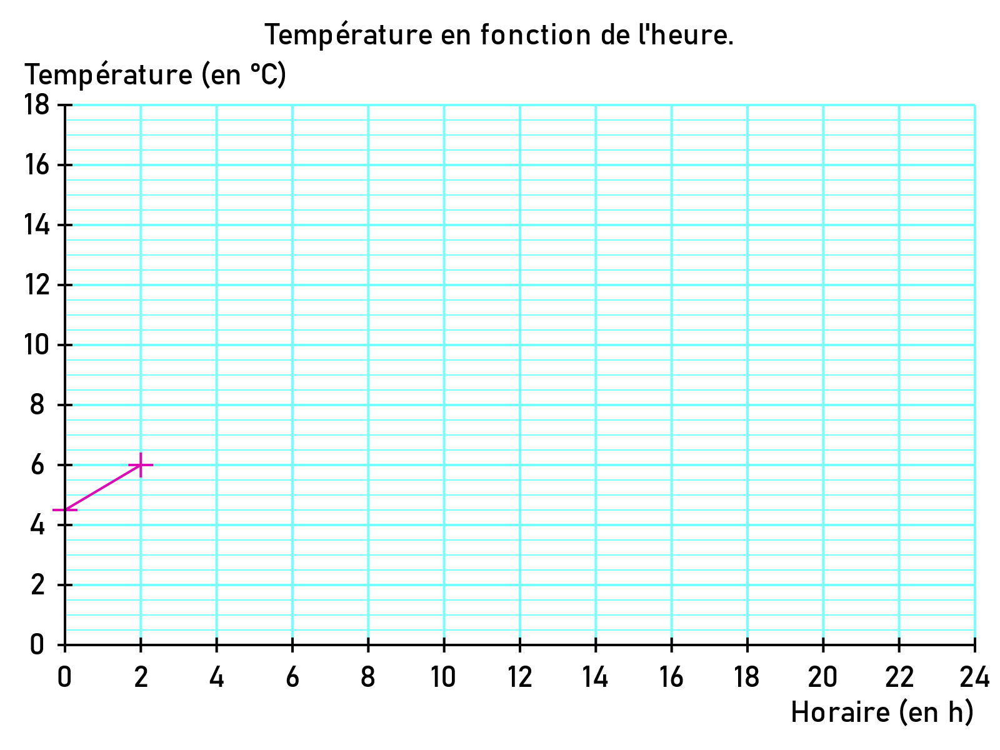 Température en fonction de l'heure.
Température (en °C)
18
16
14
12
10
8
6
4
2
0
0 2 4 6 8 10 12 14 16 18 20 22 24
Horaire (en h)